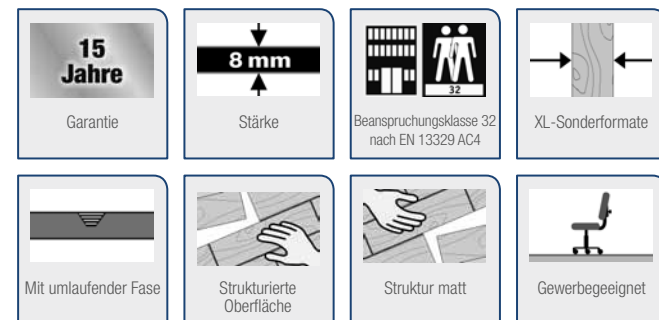 15
Jahre
Garantie
8 mm
Stärke
32
Beanspruchungsklasse 32
nach EN 13329 AC4
XL-Sonderformate
Mit umlaufender Fase
Strukturierte
Oberfläche
Struktur matt
Gewerbegeeignet